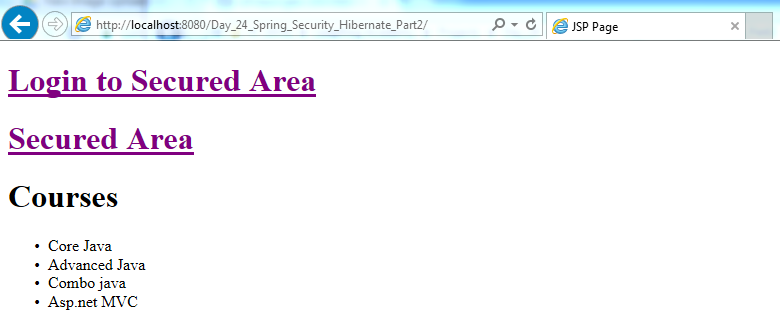 http://localhost:8080/Day_24_Spring_Security_Hibernate_Part2/
JSP Page
Login to Secured Area
Secured Area
Courses
• Core Java
• Advanced Java
• Combo java
• Asp.net MVC